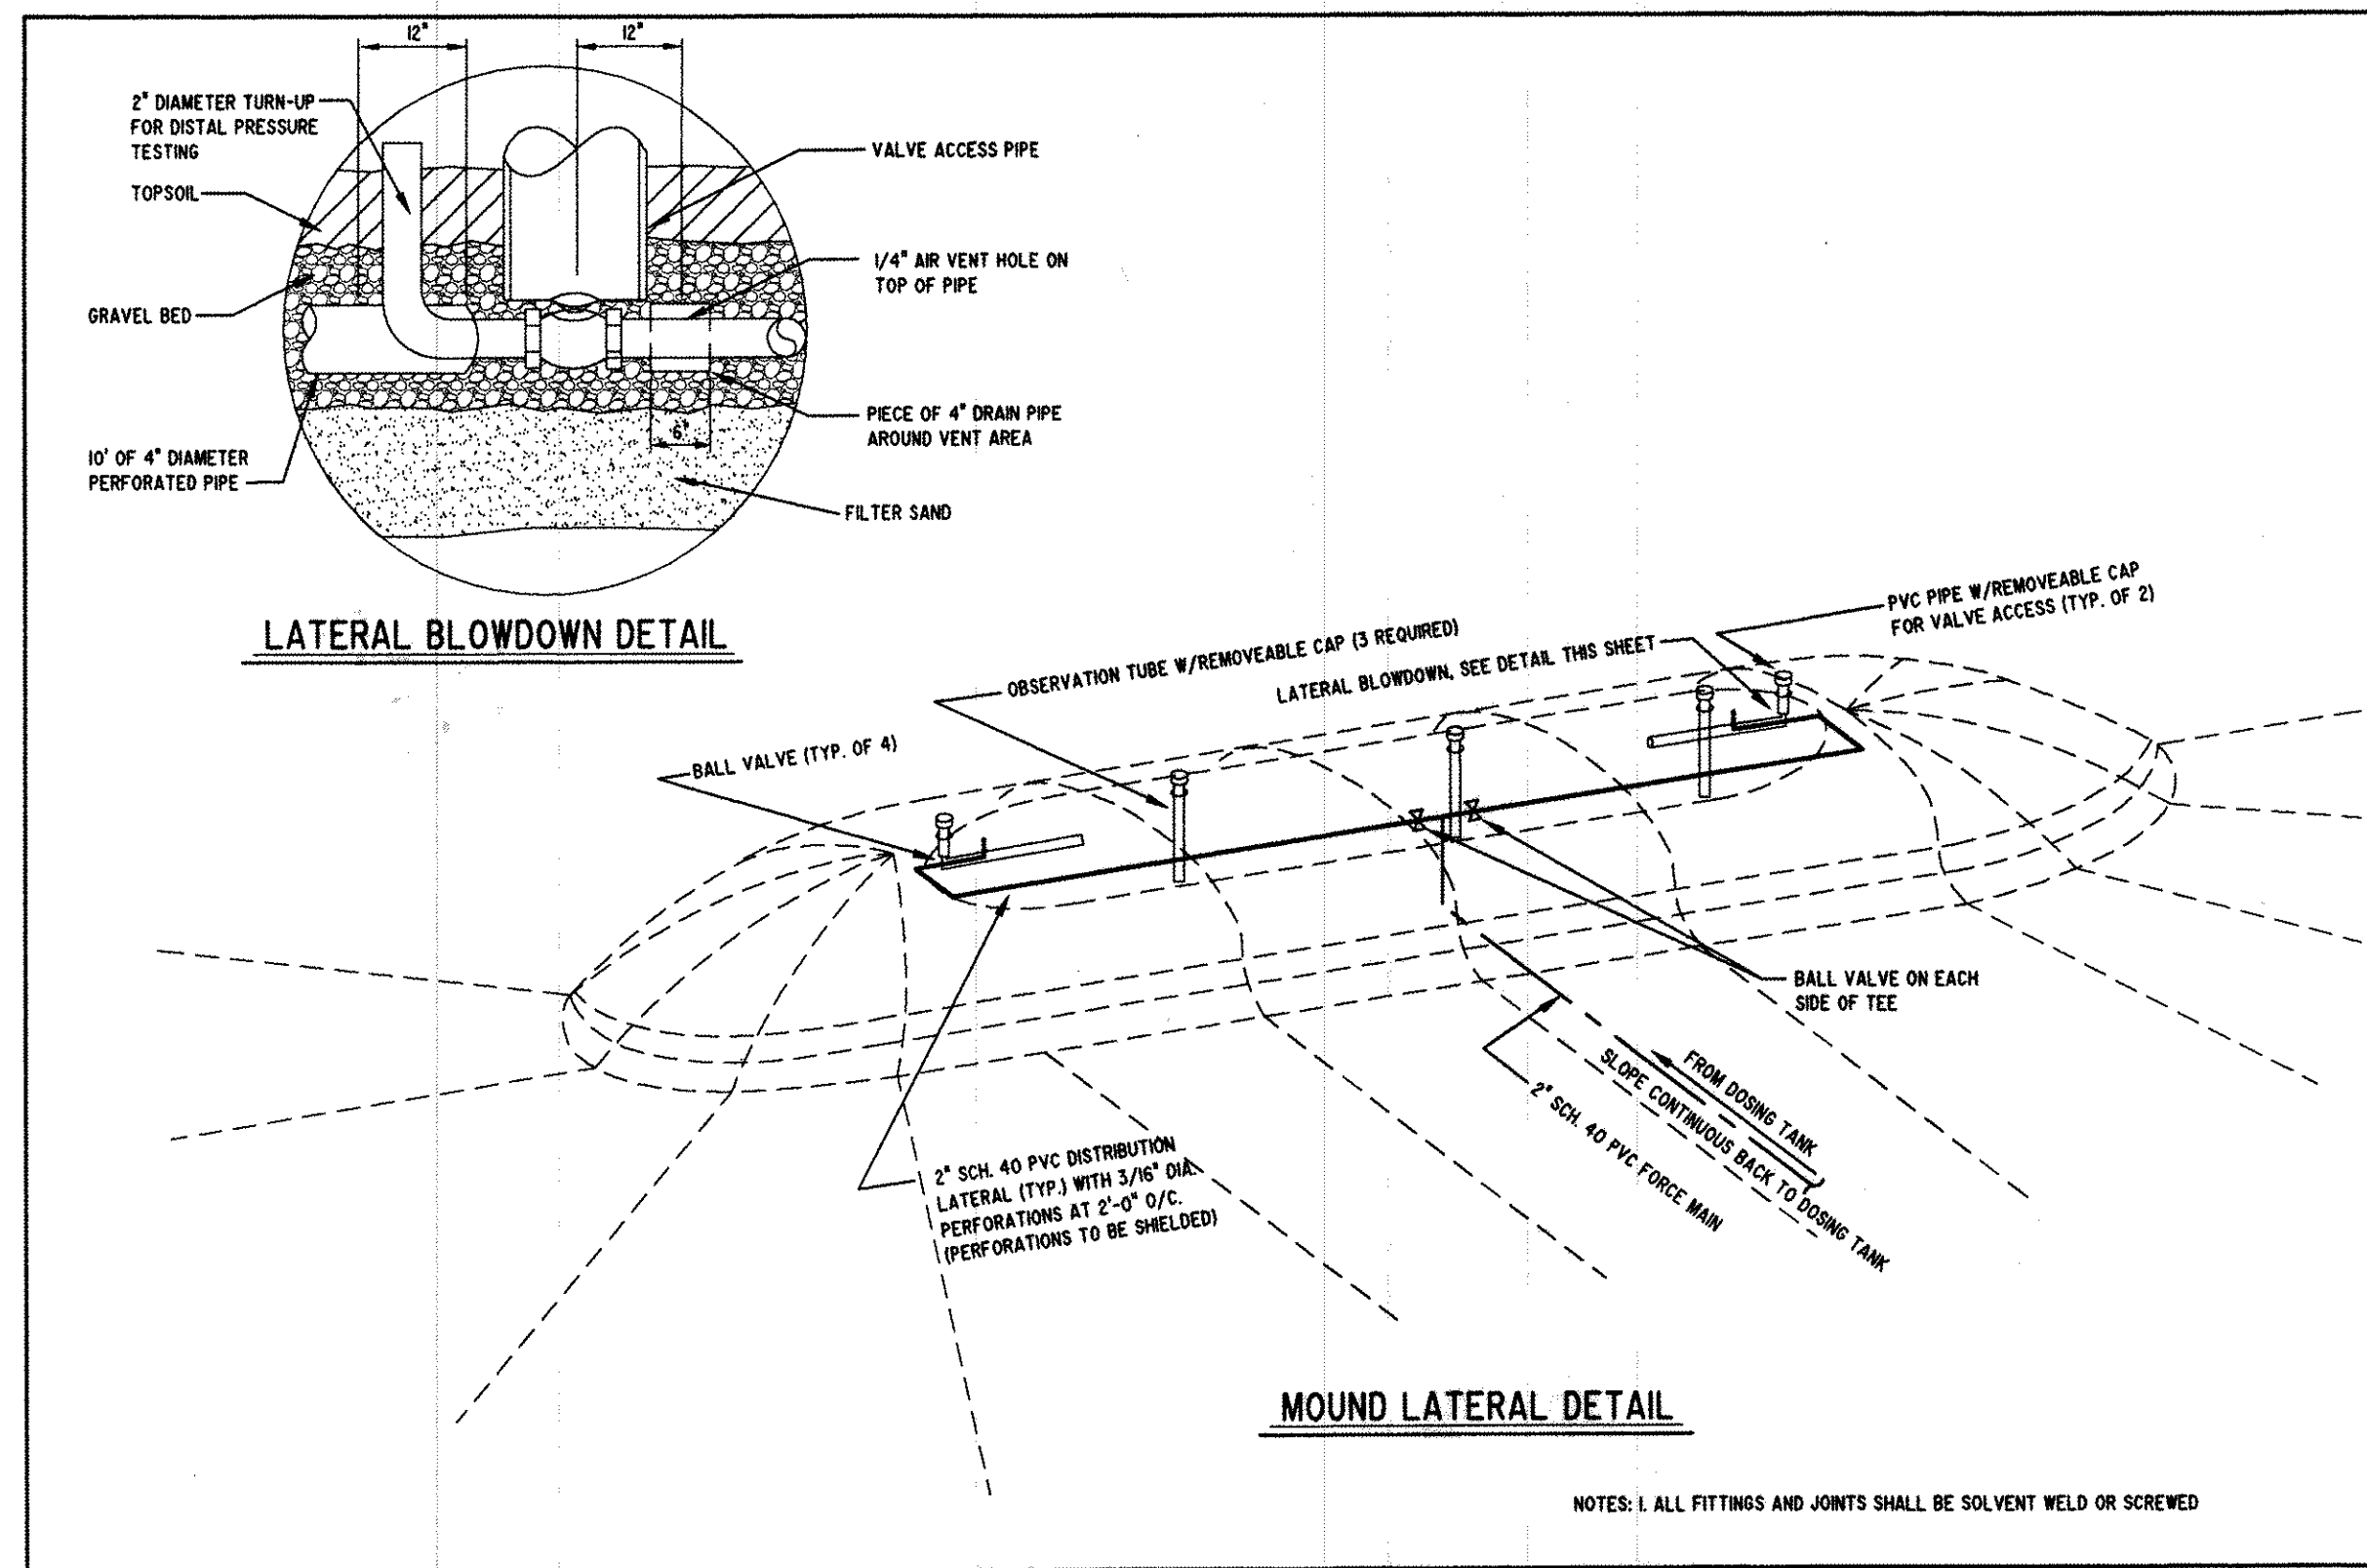 12"
12"
2" DIAMETER TURN-UP
FOR DISTAL PRESSURE
TESTING
TOPSOIL
GRAVEL BED
10' OF 4" DIAMETER
PERFORATED PIPE
VALVE ACCESS PIPE
1/4" AIR VENT HOLE ON
TOP OF PIPE
PIECE OF 4" DRAIN PIPE
AROUND VENT AREA
6"
FILTER SAND
LATERAL BLOWDOWN DETAIL
PVC PIPE W/REMOVEABLE CAP
FOR VALVE ACCESS (TYP. OF 2)
OBSERVATION TUBE W/REMOVEABLE CAP (3 REQUIRED)
LATERAL BLOWDOWN, SEE DETAIL THIS SHEET
BALL VALVE (TYP. OF 4)
BALL VALVE ON EACH
SIDE OF TEE
FROM DOSING TANK
SLOPE CONTINUOUS BACK TO DOSING TANK
2" SCH. 40 PVC FORCE MAIN
2" SCH. 40 PVC DISTRIBUTION
LATERAL (TYP.) WITH 3/16" DIA.
PERFORATIONS AT 2'-0" O/C.
(PERFORATIONS TO BE SHIELDED)
MOUND LATERAL DETAIL
NOTES: 1. ALL FITTINGS AND JOINTS SHALL BE SOLVENT WELD OR SCREWED